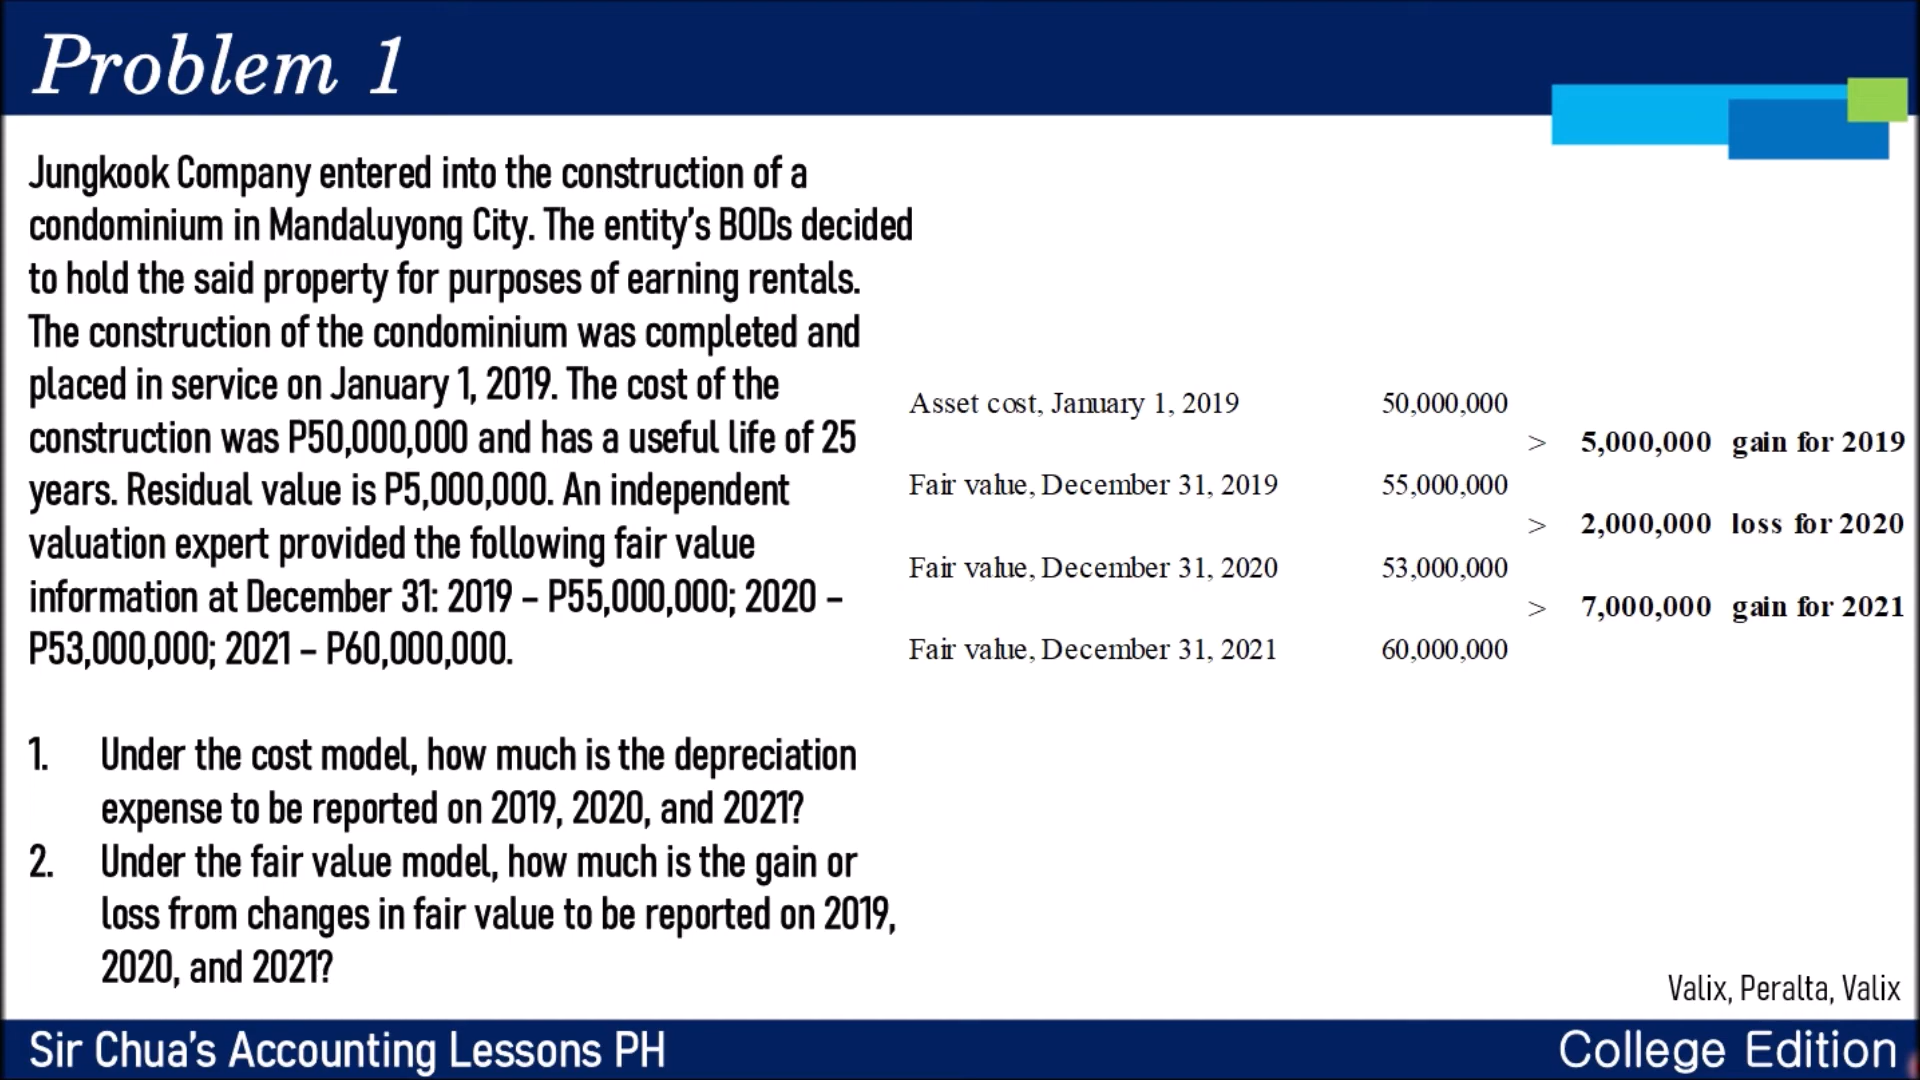 Problem 1
Jungkook Company entered into the construction of a
condominium in Mandaluyong City. The entity's BODs decided
to hold the said property for purposes of earning rentals.
The construction of the condominium was completed and
placed in service on January 1, 2019. The cost of the
construction was P50,000,000 and has a useful life of 25
years. Residual value is P5,000,000. An independent
valuation expert provided the following fair value
information at December 31: 2019 – P55,000,000; 2020 –
P53,000,000; 2021 – P60,000,000.
1. Under the cost model, how much is the depreciation
expense to be reported on 2019, 2020, and 2021?
2. Under the fair value model, how much is the gain or
loss from changes in fair value to be reported on 2019,
2020, and 2021?
Asset cost, January 1, 2019 50,000,000
> 5,000,000 gain for 2019
Fair value, December 31, 2019 55,000,000
> 2,000,000 loss for 2020
Fair value, December 31, 2020 53,000,000
> 7,000,000 gain for 2021
Fair value, December 31, 2021 60,000,000
Valix, Peralta, Valix
Sir Chua's Accounting Lessons PH
College Edition